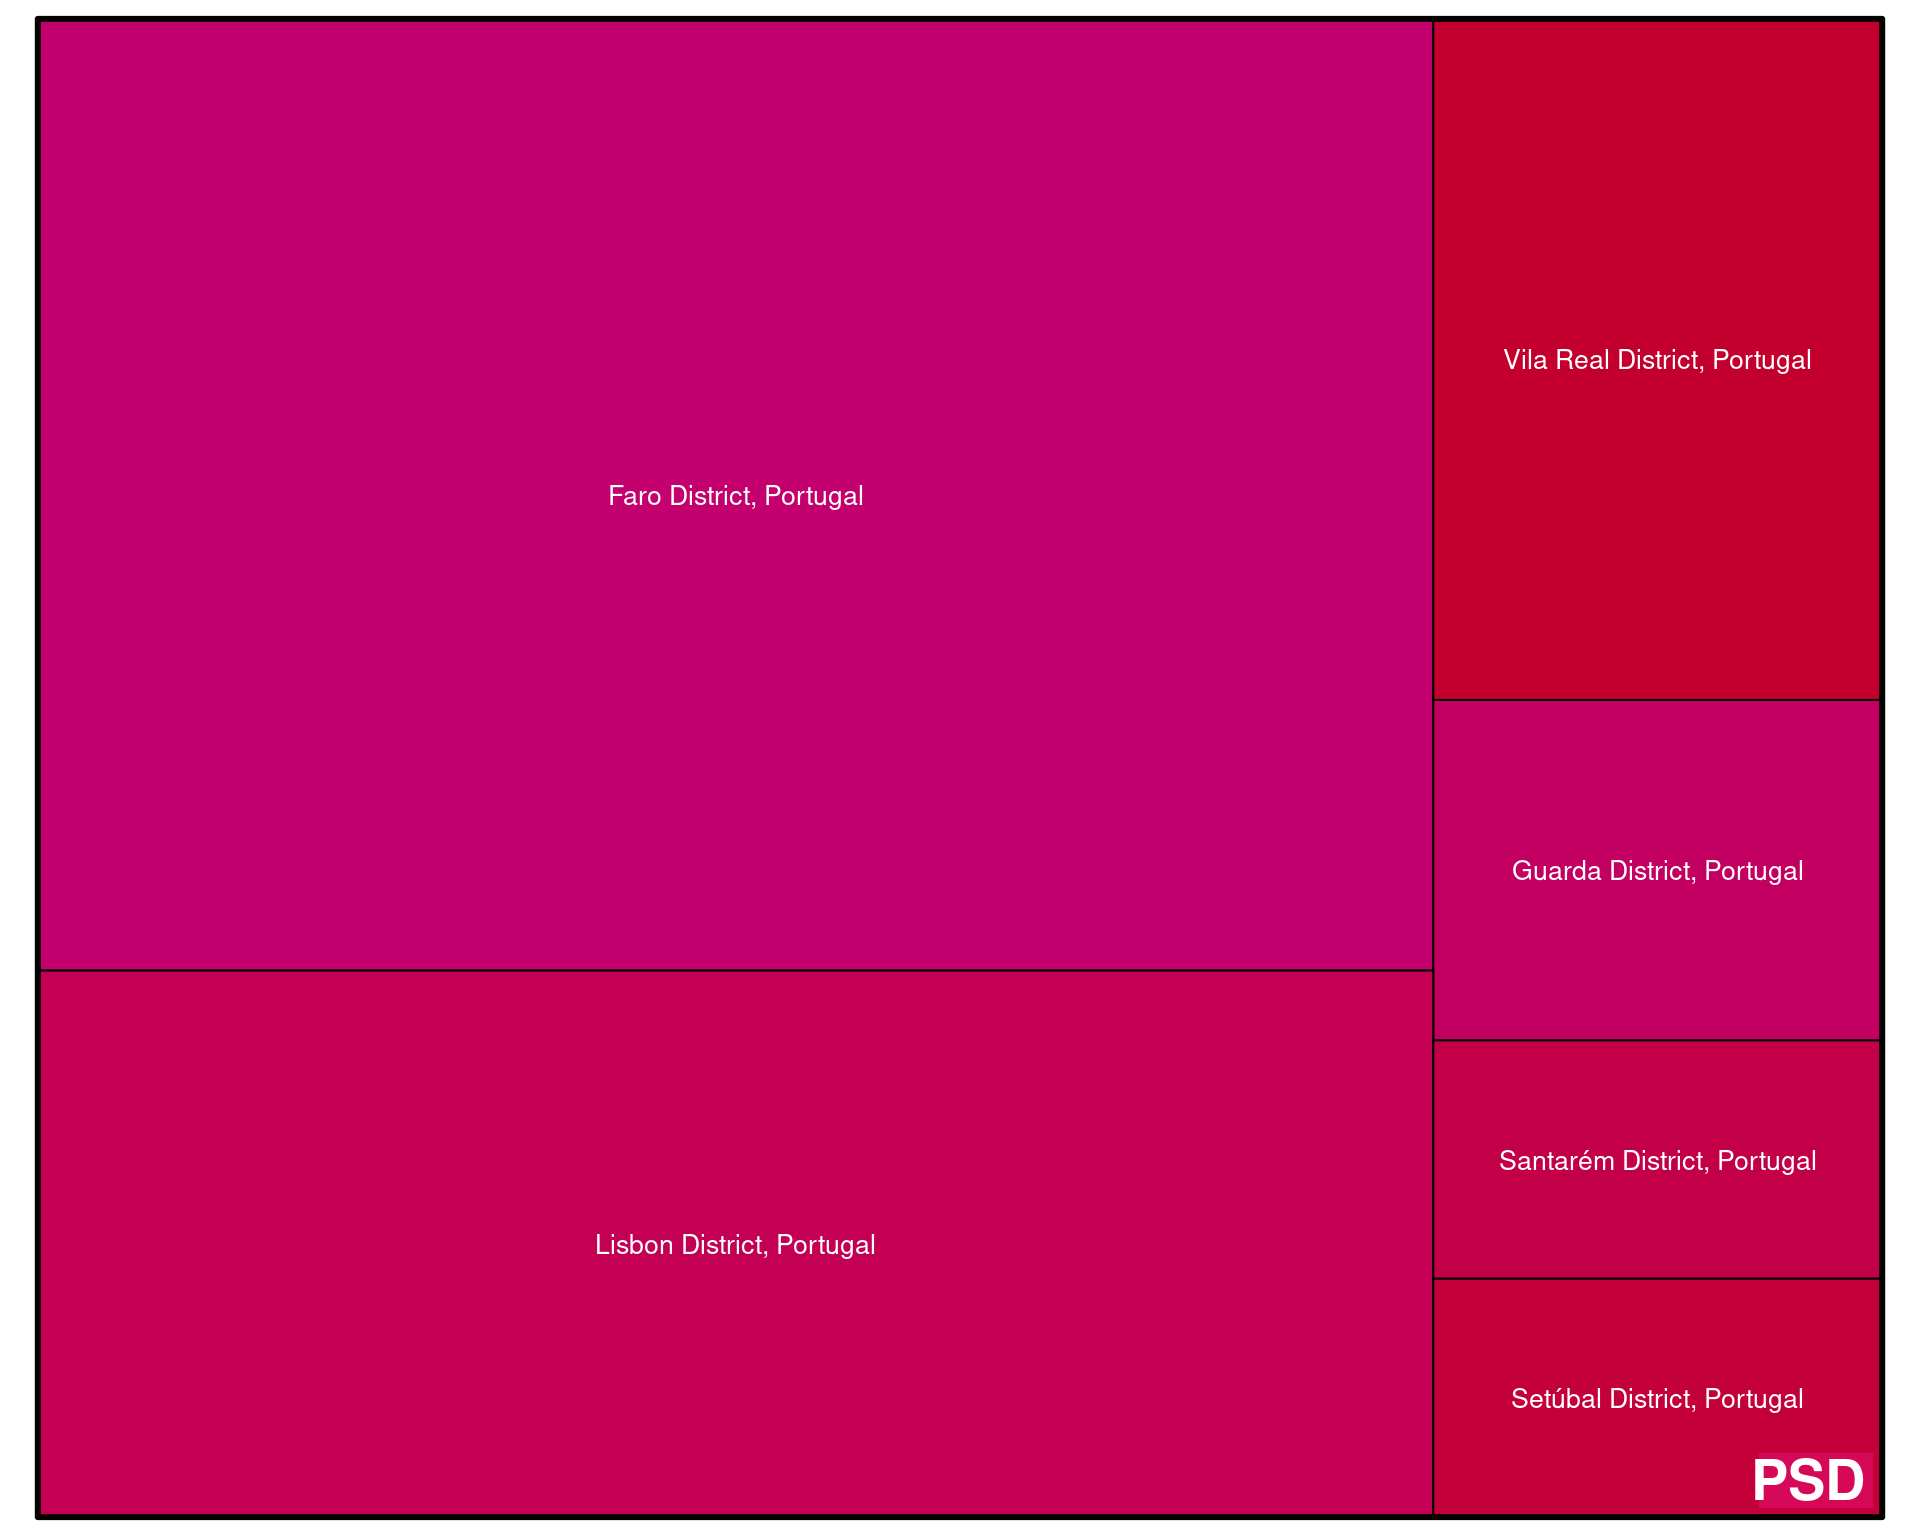 Faro District, Portugal
Lisbon District, Portugal
Vila Real District, Portugal
Guarda District, Portugal
Santarém District, Portugal
Setúbal District, Portugal
PSD